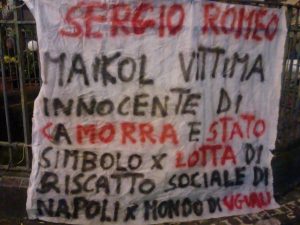 SERGIO ROMEO
MAIKOL VITTIMA
INNOCENTE DI
CAMORRA E STATO
SIMBOLO X LOTTA DI
RISCATTO SOCIALE DI
NAPOLI X MONDO DI UGUALI